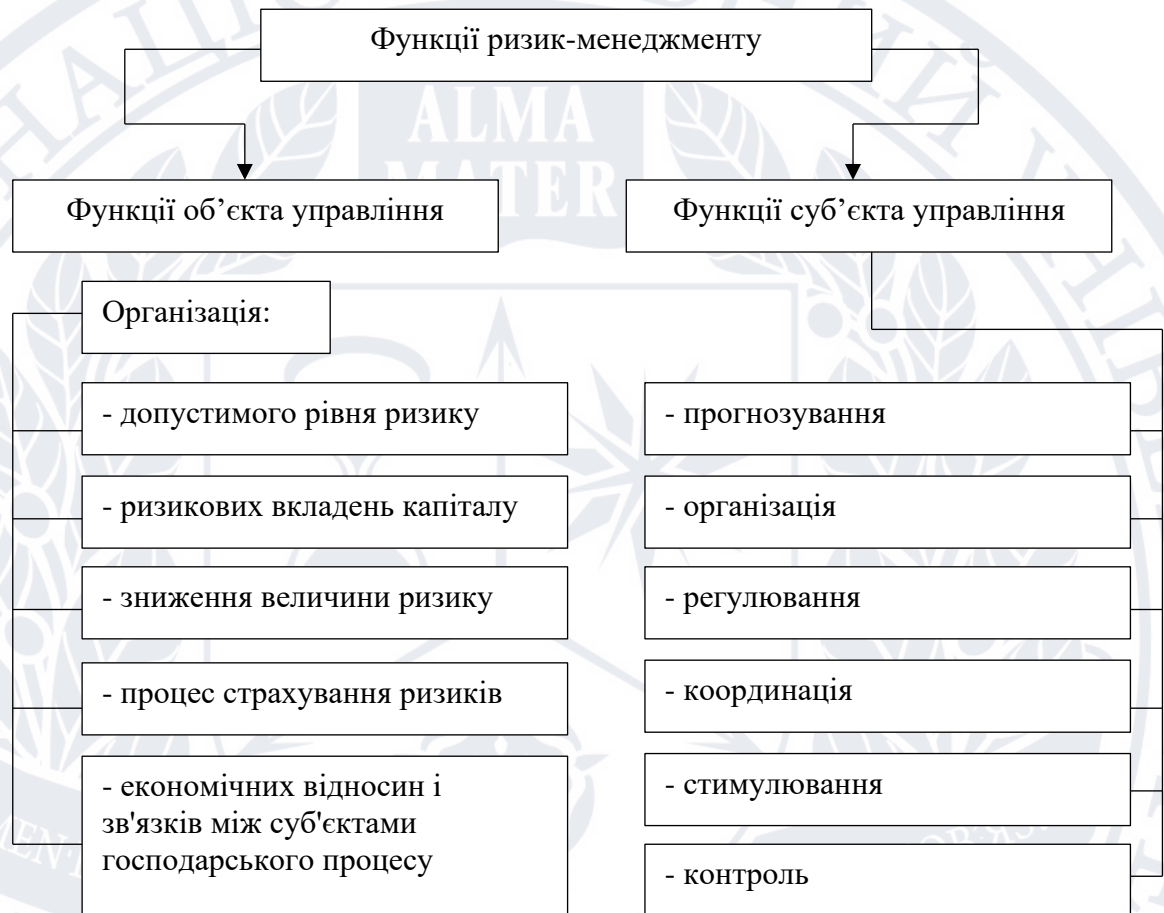 Функції ризик-менеджменту
Функції об’єкта управління
Функції суб’єкта управління
Організація:
- допустимого рівня ризику
- ризикових вкладень капіталу
- зниження величини ризику
- процес страхування ризиків
- економічних відносин і
зв'язків між суб'єктами
господарського процесу
- прогнозування
- організація
- регулювання
- координація
- стимулювання
- контроль
ALMA
MATER